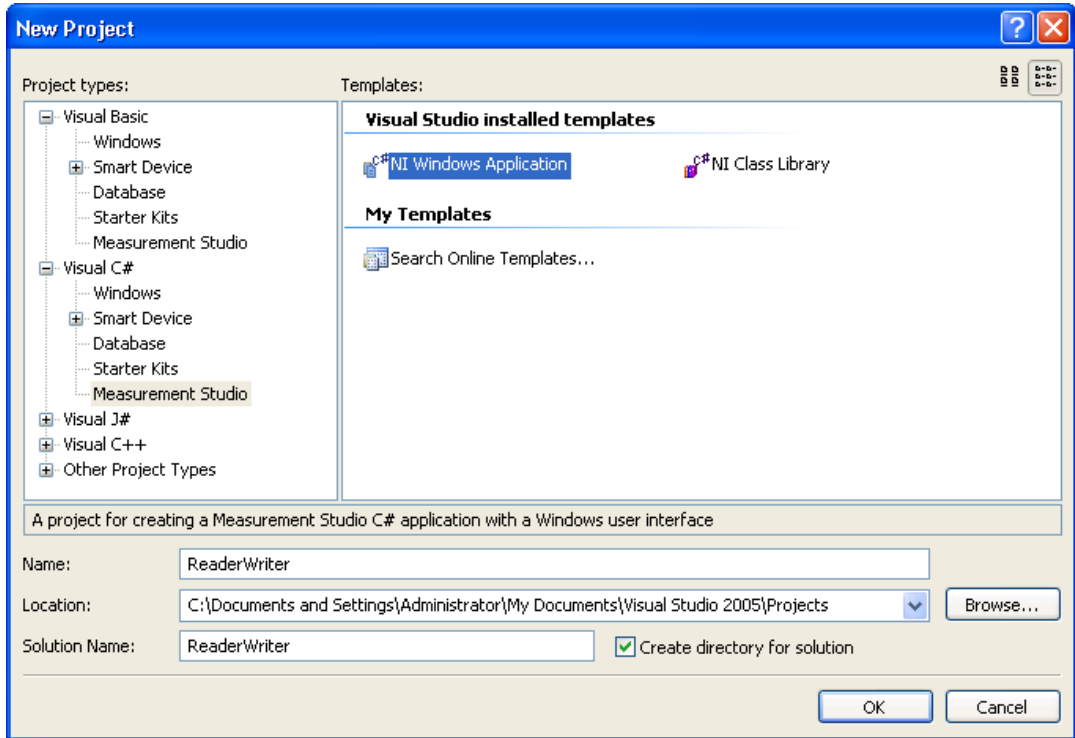 New Project
Project types:
Templates:
Visual Basic
Windows
Smart Device
Database
Starter Kits
Measurement Studio
Visual C#
Windows
Smart Device
Database
Starter Kits
Measurement Studio
Visual J#
Visual C++
Other Project Types
Visual Studio installed templates
NI Windows Application
NI Class Library
My Templates
Search Online Templates...
A project for creating a Measurement Studio C# application with a Windows user interface
Name:
ReaderWriter
Location:
C:\Documents and Settings\Administrator\My Documents\Visual Studio 2005\Projects
Browse...
Solution Name:
ReaderWriter
Create directory for solution
OK
Cancel